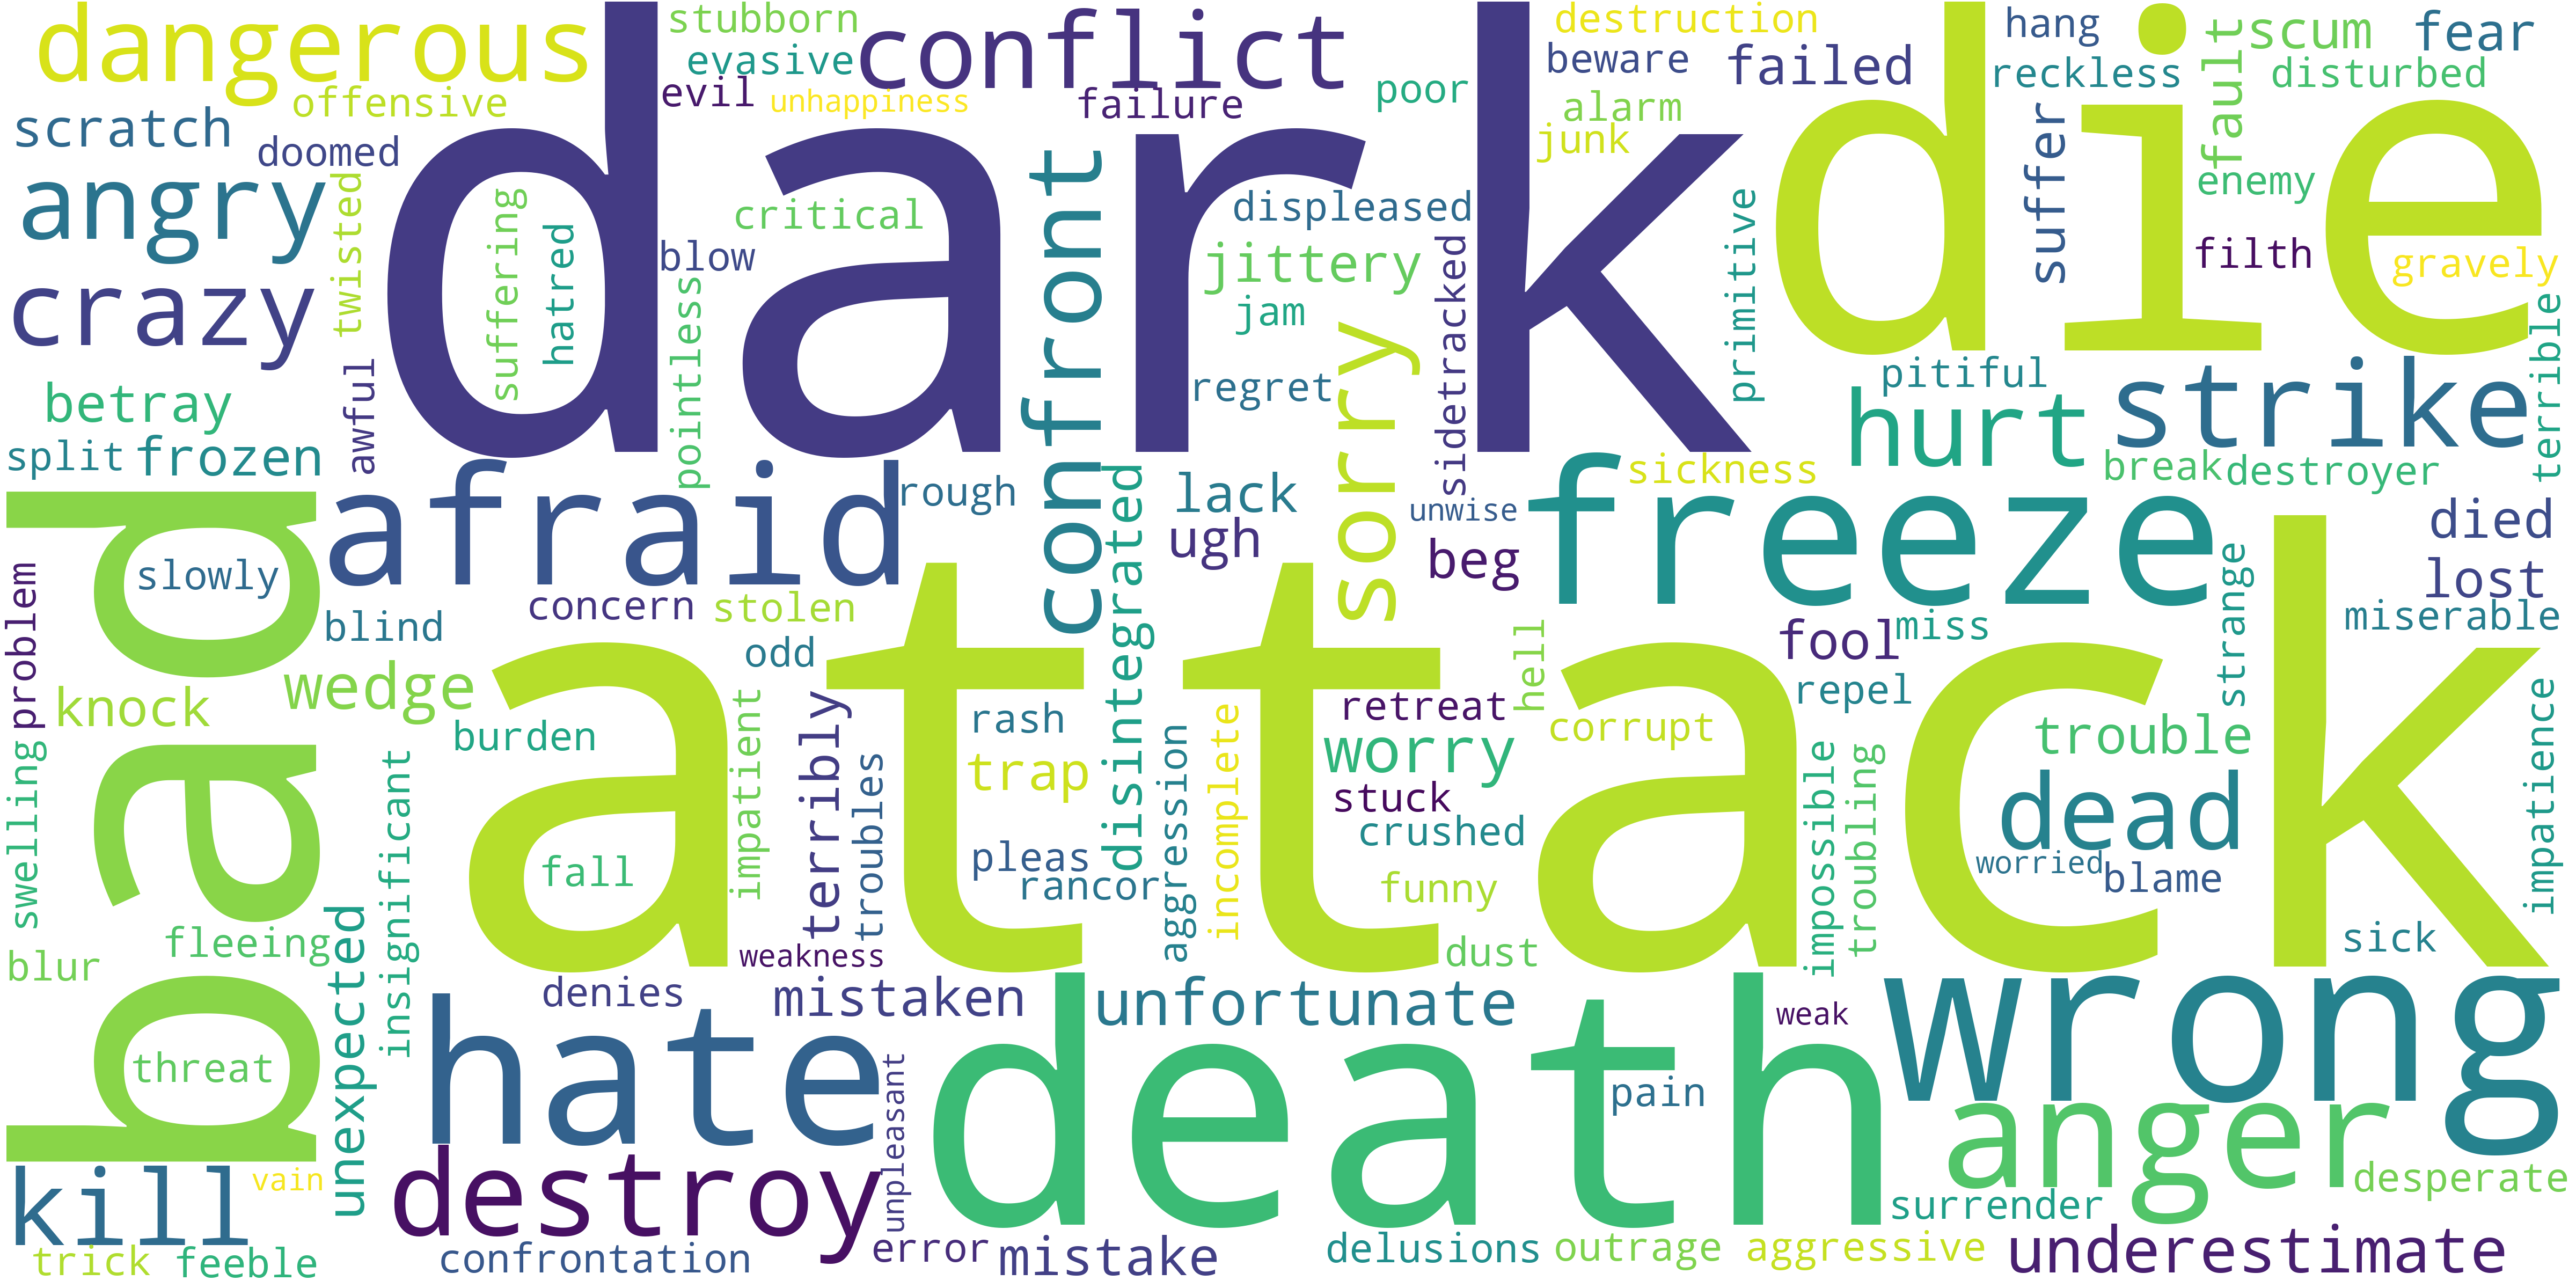 dangerous
stubborn
conflict
destruction
hang
fault
scum
fear
evasive
beware
failed
reckless
disturbed
offensive
evil
unhappiness
failure
poor
alarm
scratch
doomed
dark
junk
die
suffer
enemy
angry
twisted
suffering
hatred
critical
blow
confront
displeased
jittery
jam
sidetracked
primitive
filth
gravely
crazy
pointless
sorry
terrible
betray
awful
regret
pitiful
hurt
strike
split
frozen
afraid
rough
disintegrated
lack
unwise
sickness
break
destroyer
bad
ugh
beg
freeze
died
problem
slowly
concern
stolen
strange
lost
blind
odd
hell
fool
miss
miserable
knock
wedge
attack
retreat
repel
burden
impatient
terribly
rash
incomplete
worry
corrupt
trouble
impatience
swelling
insignificant
troubles
trap
aggression
stuck
crushed
impossible
troubling
dead
fall
pleas
rancor
funny
worried
blame
unexpected
fleeing
blur
weakness
dust
sick
denies
mistaken
unfortunate
weak
wrong
threat
hate
unpleasant
death
pain
anger
kill
vain
destroy
surrender
desperate
trick
feeble
confrontation
error
mistake
delusions
outrage
aggressive
underestimate